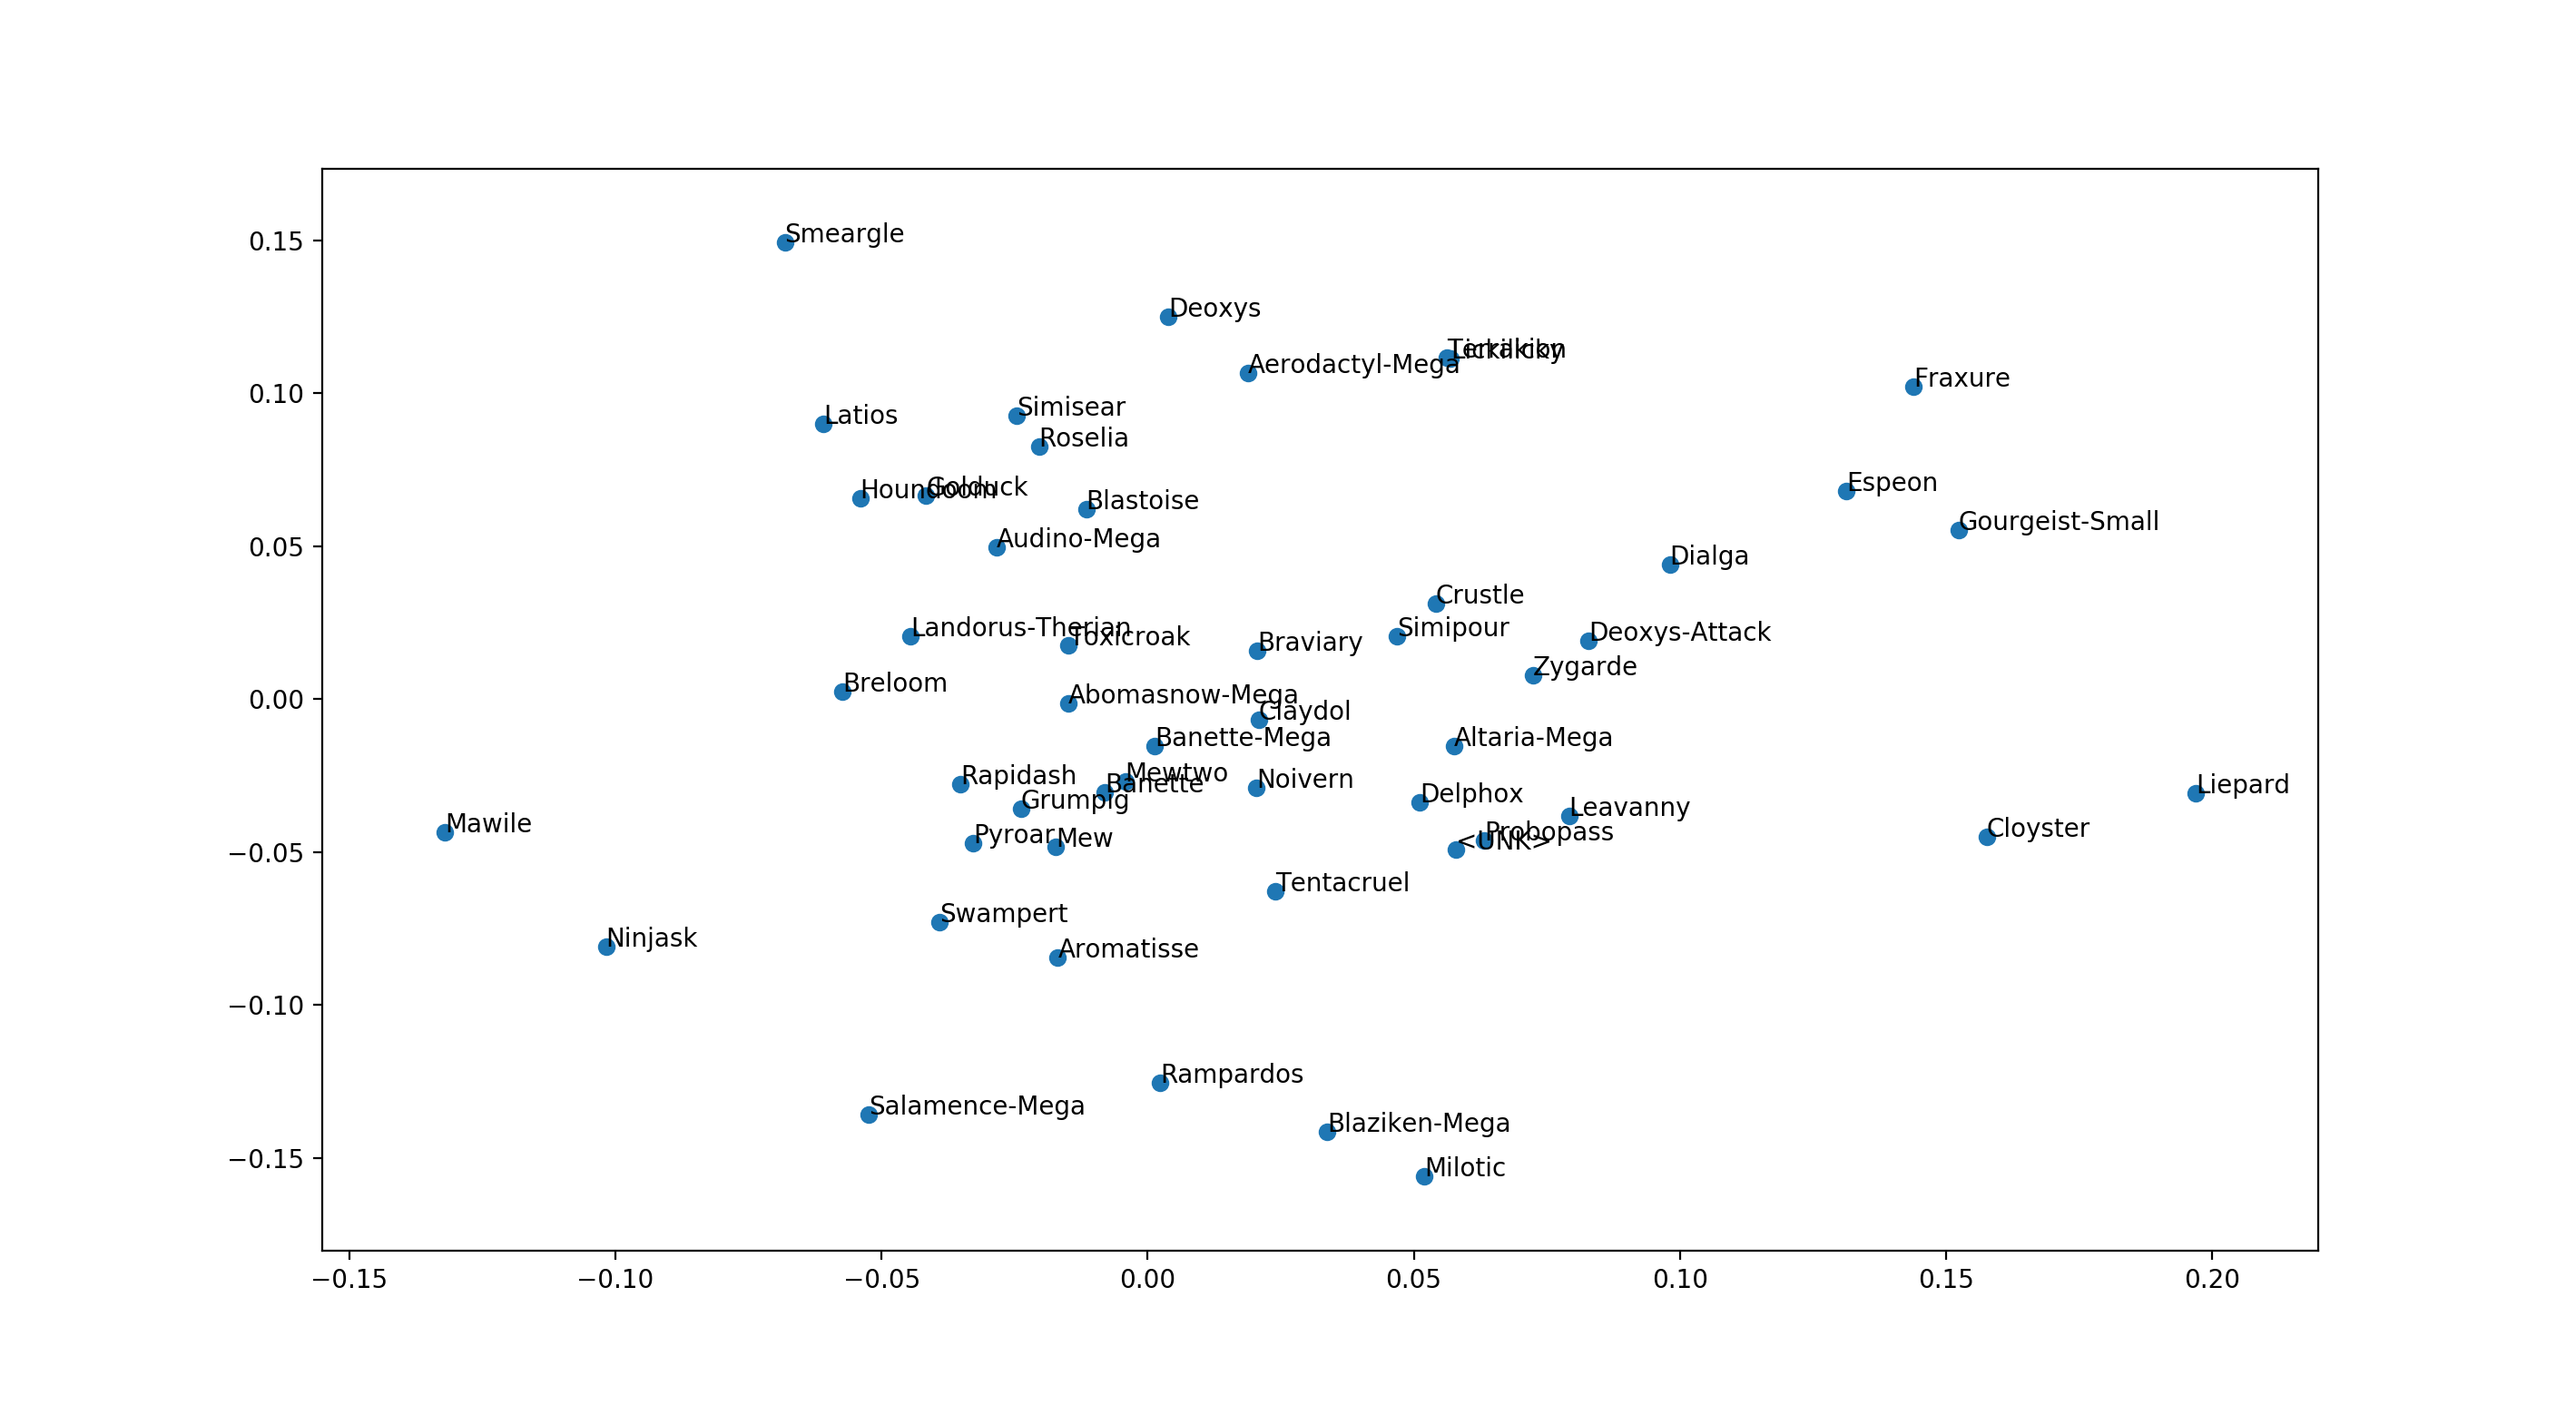 0.15
0.10
0.05
0.00
−0.05
−0.10
−0.15
Smeargle
Deoxys
Terrakion
Lickilicky
Aerodactyl-Mega
Fraxure
Latios
Simisear
Roselia
Houndoom
Golduck
Blastoise
Espeon
Gourgeist-Small
Audino-Mega
Dialga
Crustle
Landorus-Therian
Toxicroak
Braviary
Simipour
Deoxys-Attack
Zygarde
Breloom
Abomasnow-Mega
Claydol
Banette-Mega
Altaria-Mega
Rapidash
Mewtwo
Banette
Noivern
Grumpig
Delphox
Leavanny
Liepard
Mawile
Pyroar
Mew
Probopass
<UNK>
Cloyster
Tentacruel
Swampert
Ninjask
Aromatisse
Rampardos
Salamence-Mega
Blaziken-Mega
Milotic
−0.15
−0.10
−0.05
0.00
0.05
0.10
0.15
0.20